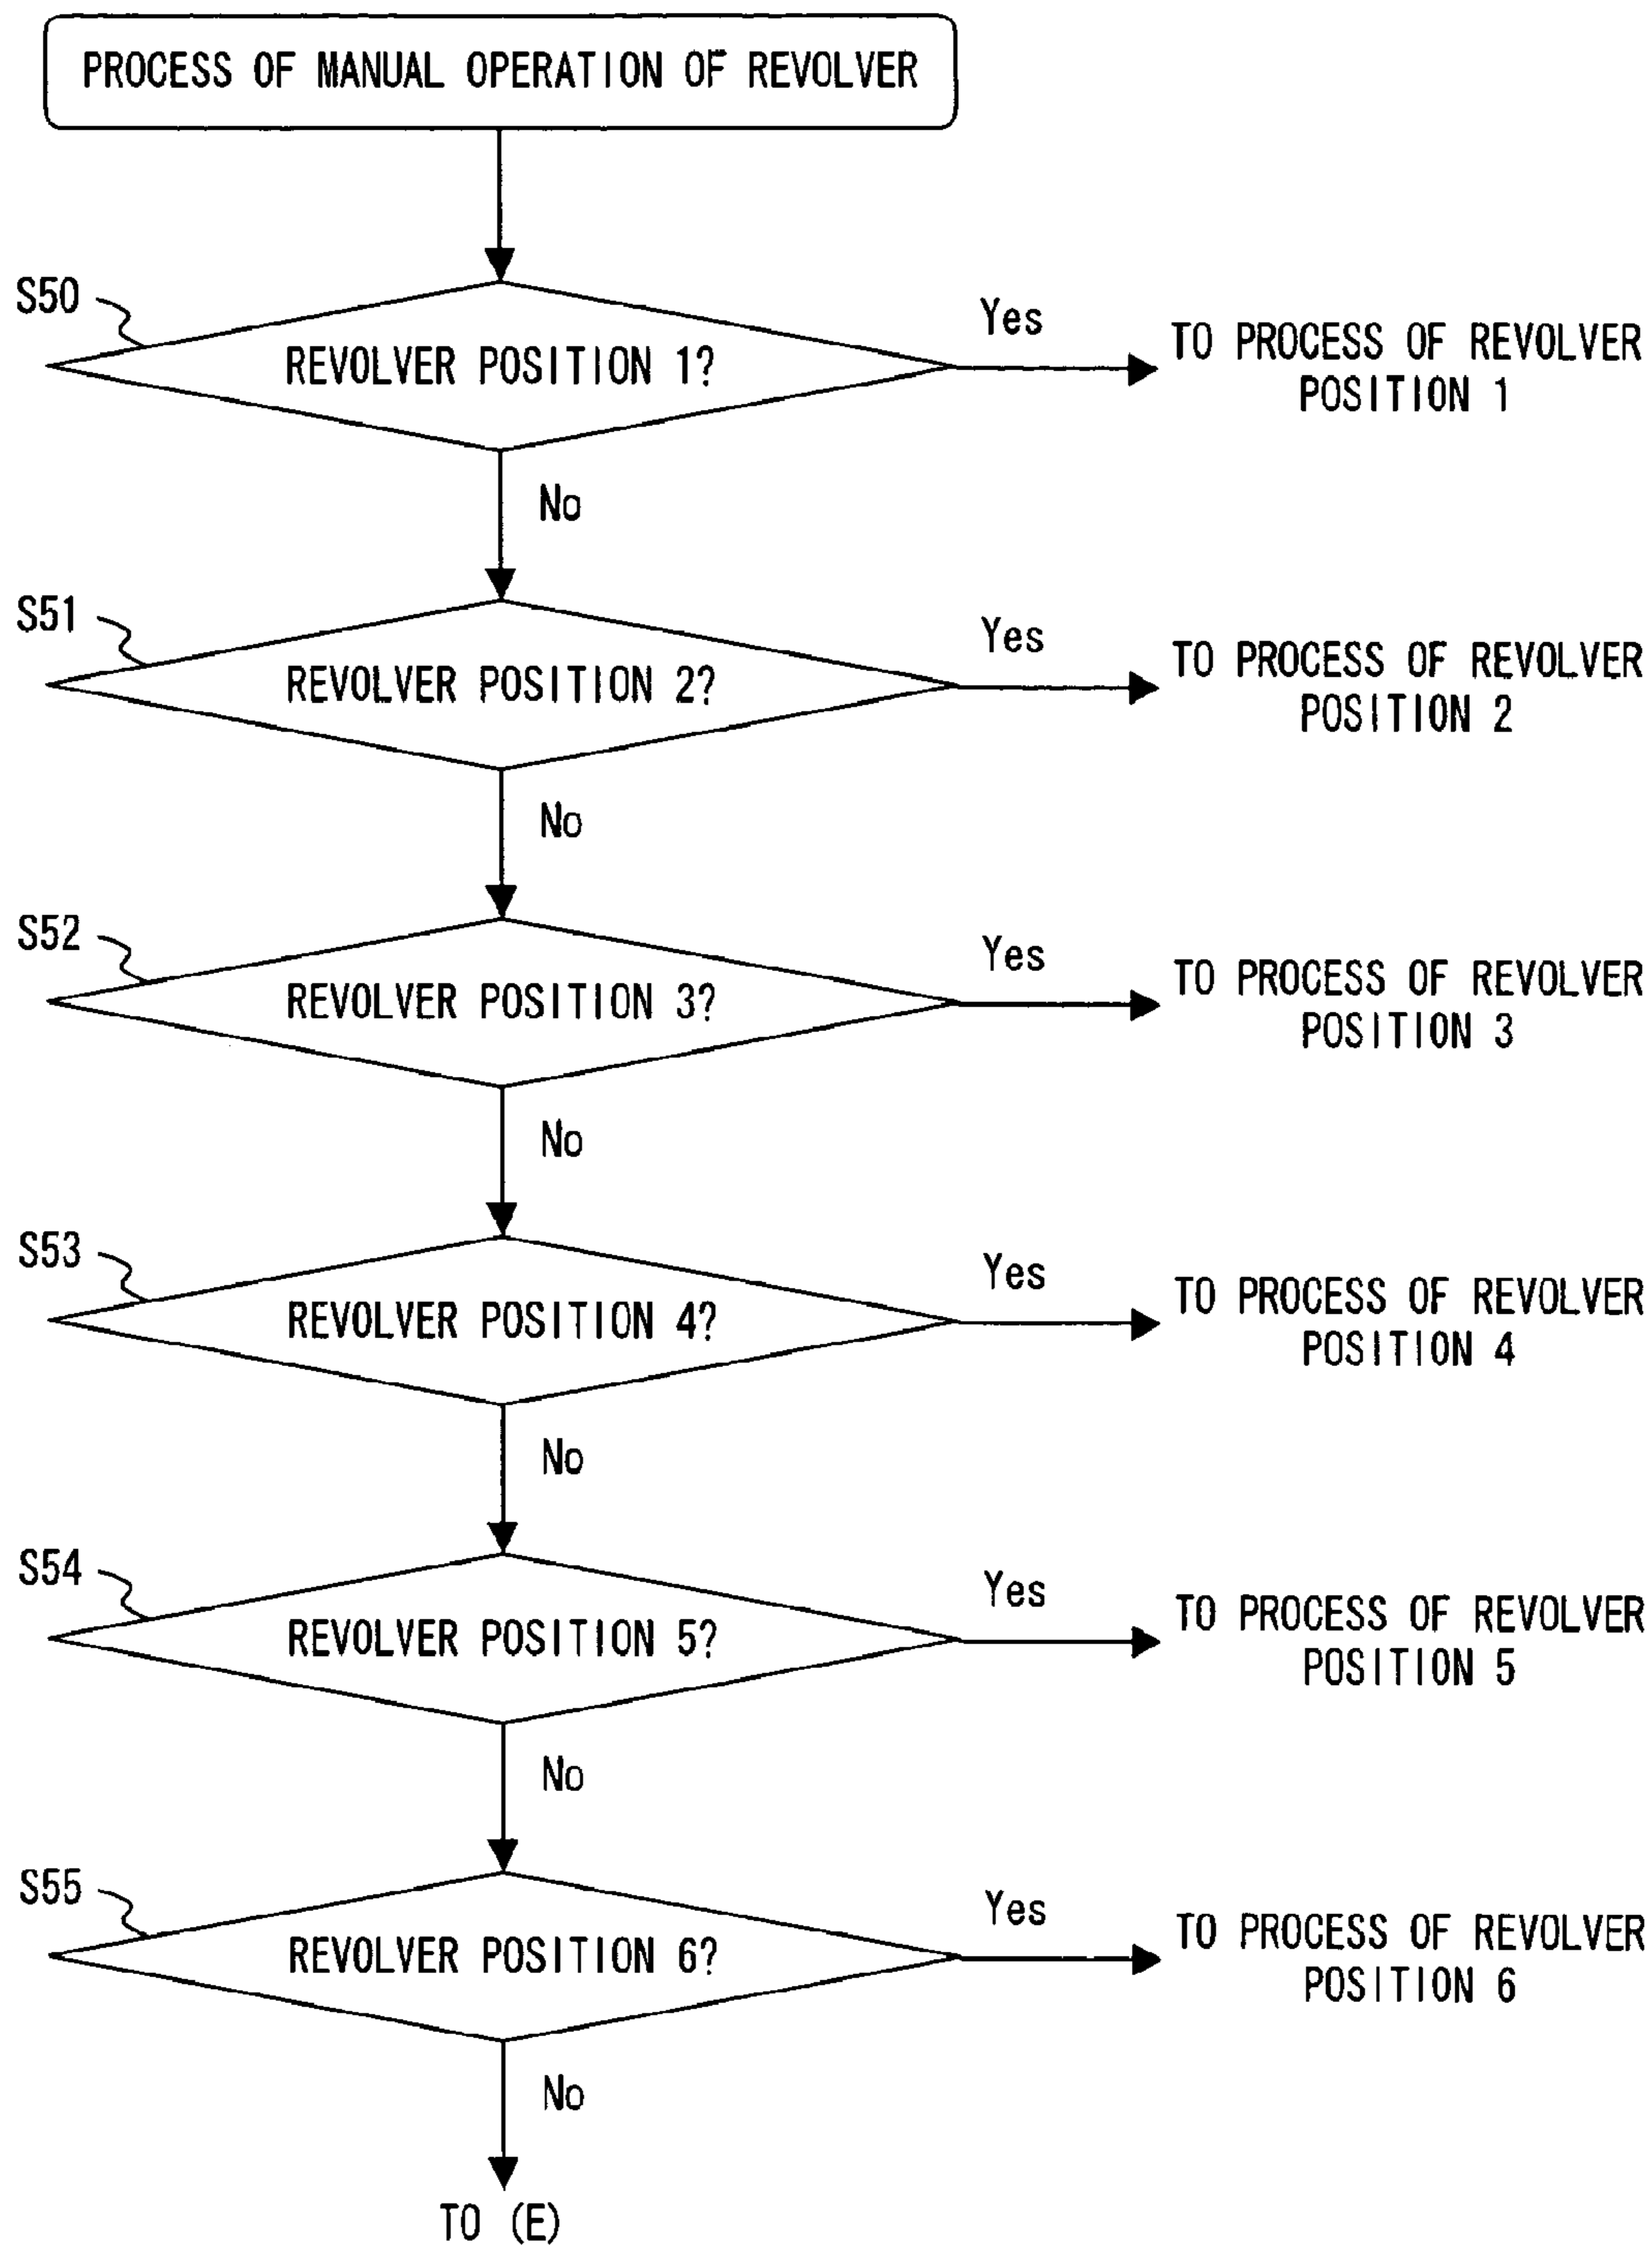 PROCESS OF MANUAL OPERATION OF REVOLVER
S50
REVOLVER POSITION 1?
Yes
TO PROCESS OF REVOLVER
POSITION 1
No
S51
REVOLVER POSITION 2?
Yes
TO PROCESS OF REVOLVER
POSITION 2
No
S52
REVOLVER POSITION 3?
Yes
TO PROCESS OF REVOLVER
POSITION 3
No
S53
REVOLVER POSITION 4?
Yes
TO PROCESS OF REVOLVER
POSITION 4
No
S54
REVOLVER POSITION 5?
Yes
TO PROCESS OF REVOLVER
POSITION 5
No
S55
REVOLVER POSITION 6?
Yes
TO PROCESS OF REVOLVER
POSITION 6
No
TO (E)